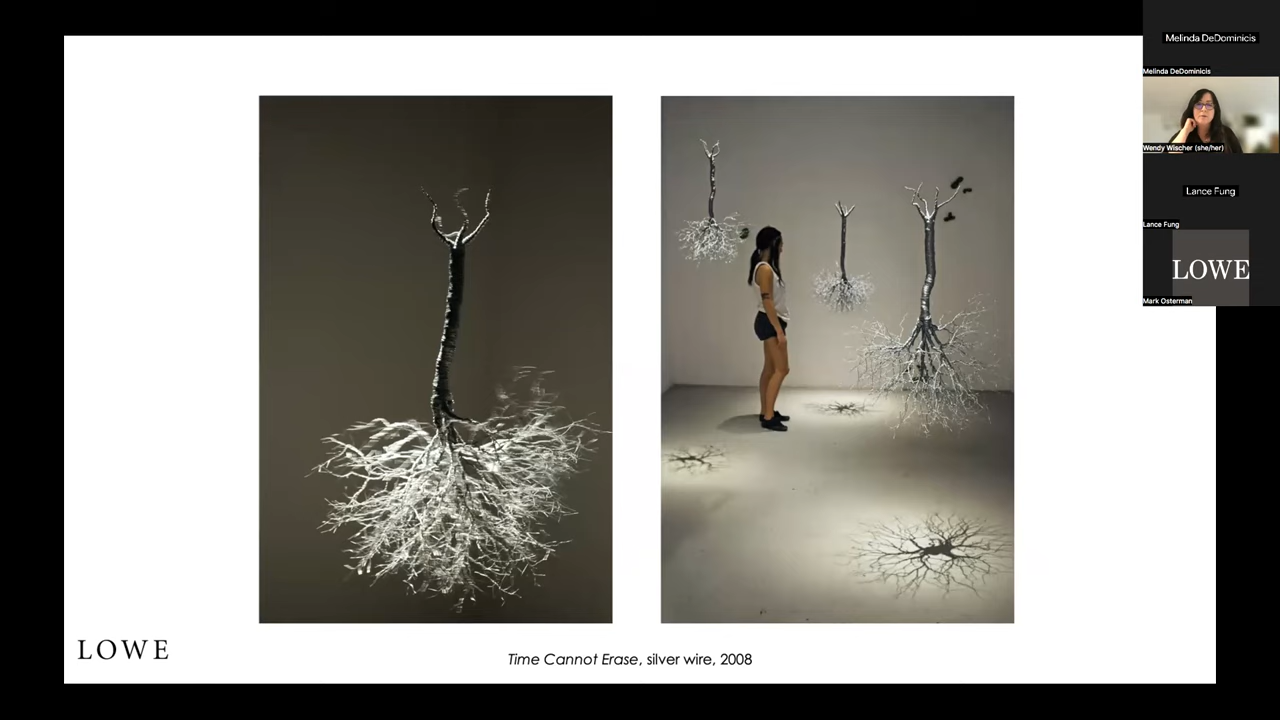 Melinda DeDominicis
Melinda DeDominicis
Wendy Wischer (she/her)
Lance Fung
Lance Fung
LOWE
Mark Osterman
LOWE
Time Cannot Erase, silver wire, 2008